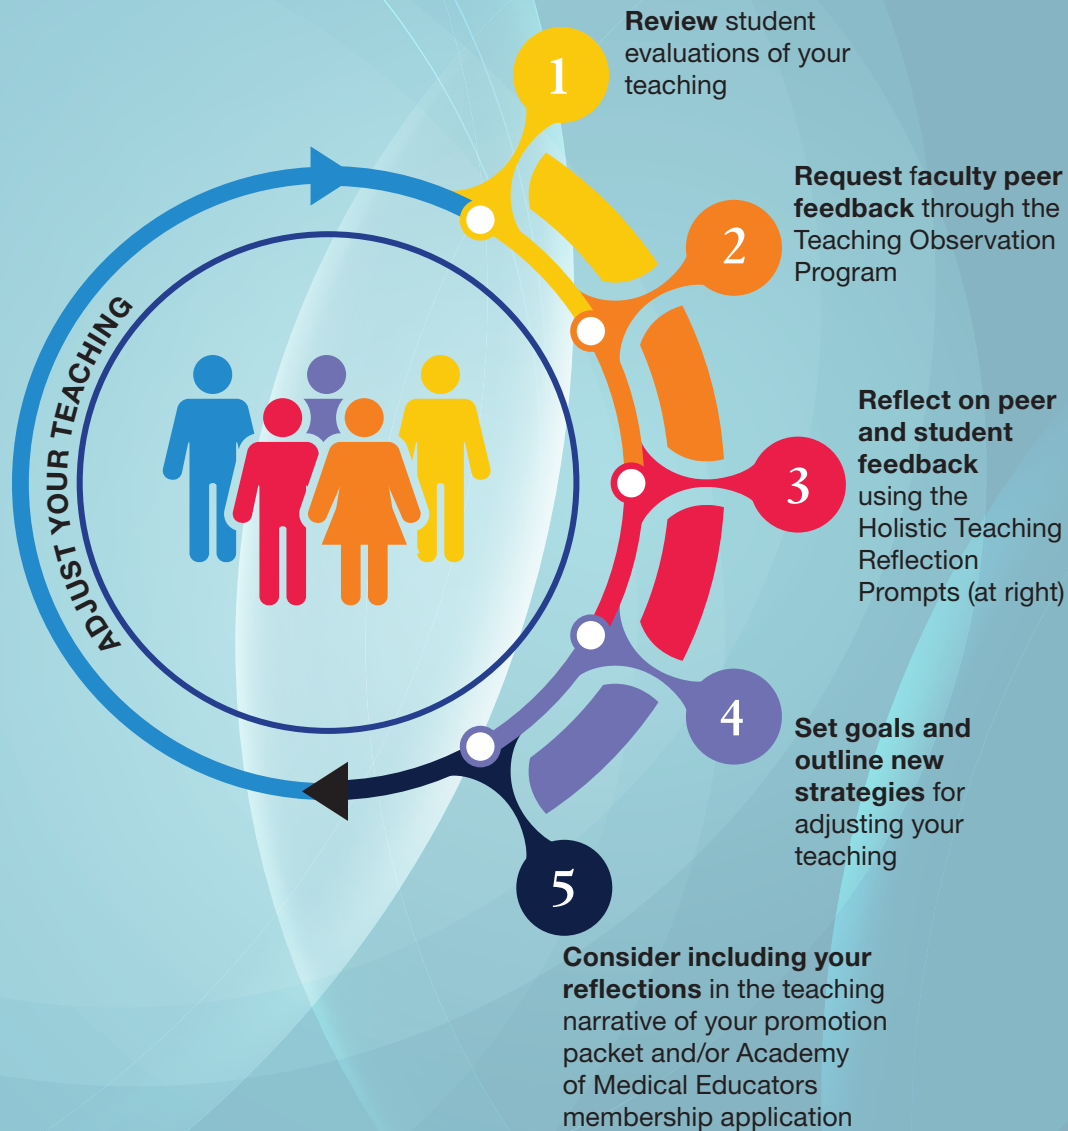 1
Review student
evaluations of your
teaching
2
Request faculty peer
feedback through the
Teaching Observation
Program
ADJUST YOUR TEACHING
3
Reflect on peer
and student
feedback
using the
Holistic Teaching
Reflection
Prompts (at right)
4
Set goals and
outline new
strategies for
adjusting your
teaching
5
Consider including your
reflections in the teaching
narrative of your promotion
packet and/or Academy
of Medical Educators
membership application